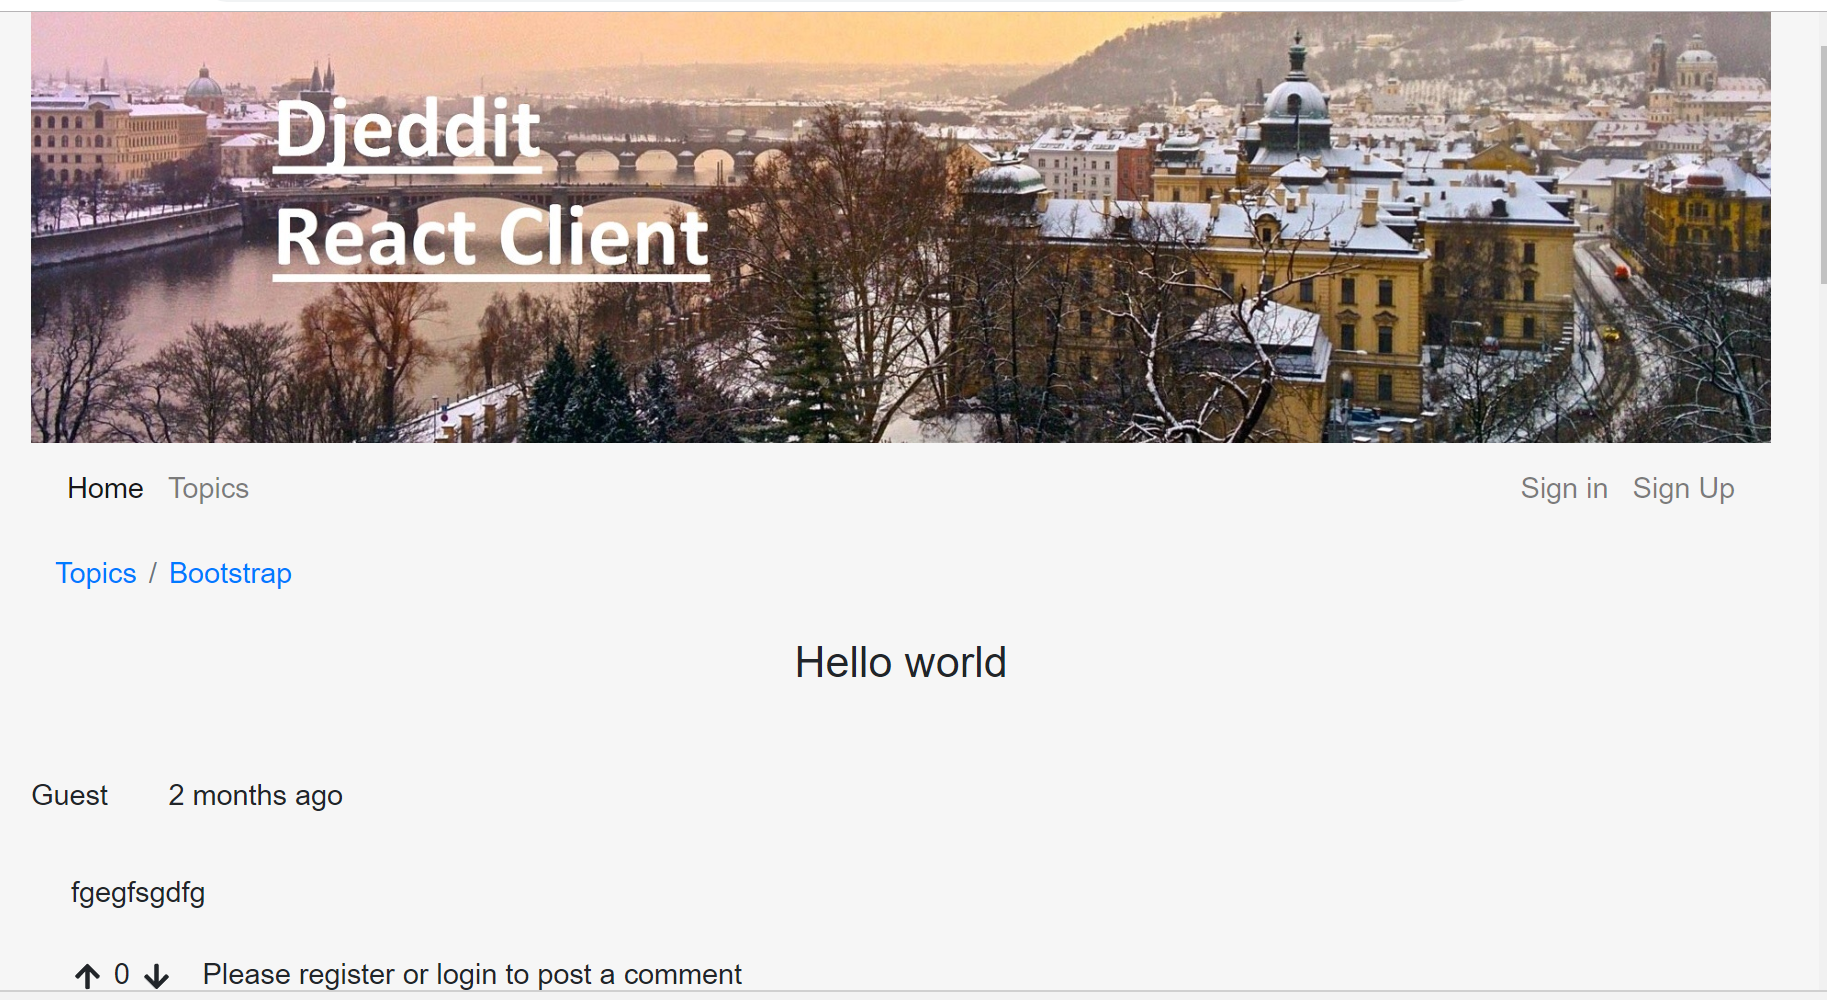 Djeddit
React Client
Home Topics Sign in Sign Up
Topics / Bootstrap
Hello world
Guest 2 months ago
fgegfsgdfg
0 Please register or login to post a comment